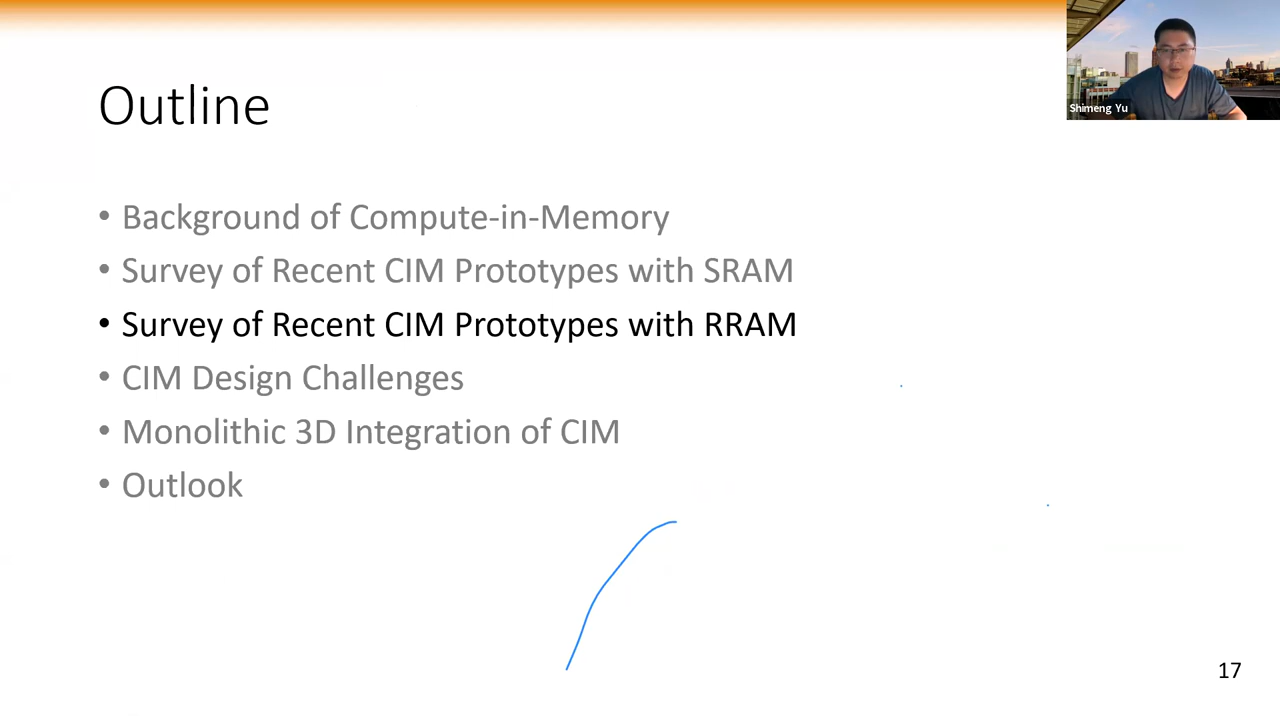 Outline
Shimeng Yu
• Background of Compute-in-Memory
• Survey of Recent CIM Prototypes with SRAM
• Survey of Recent CIM Prototypes with RRAM
• CIM Design Challenges
• Monolithic 3D Integration of CIM
• Outlook
17